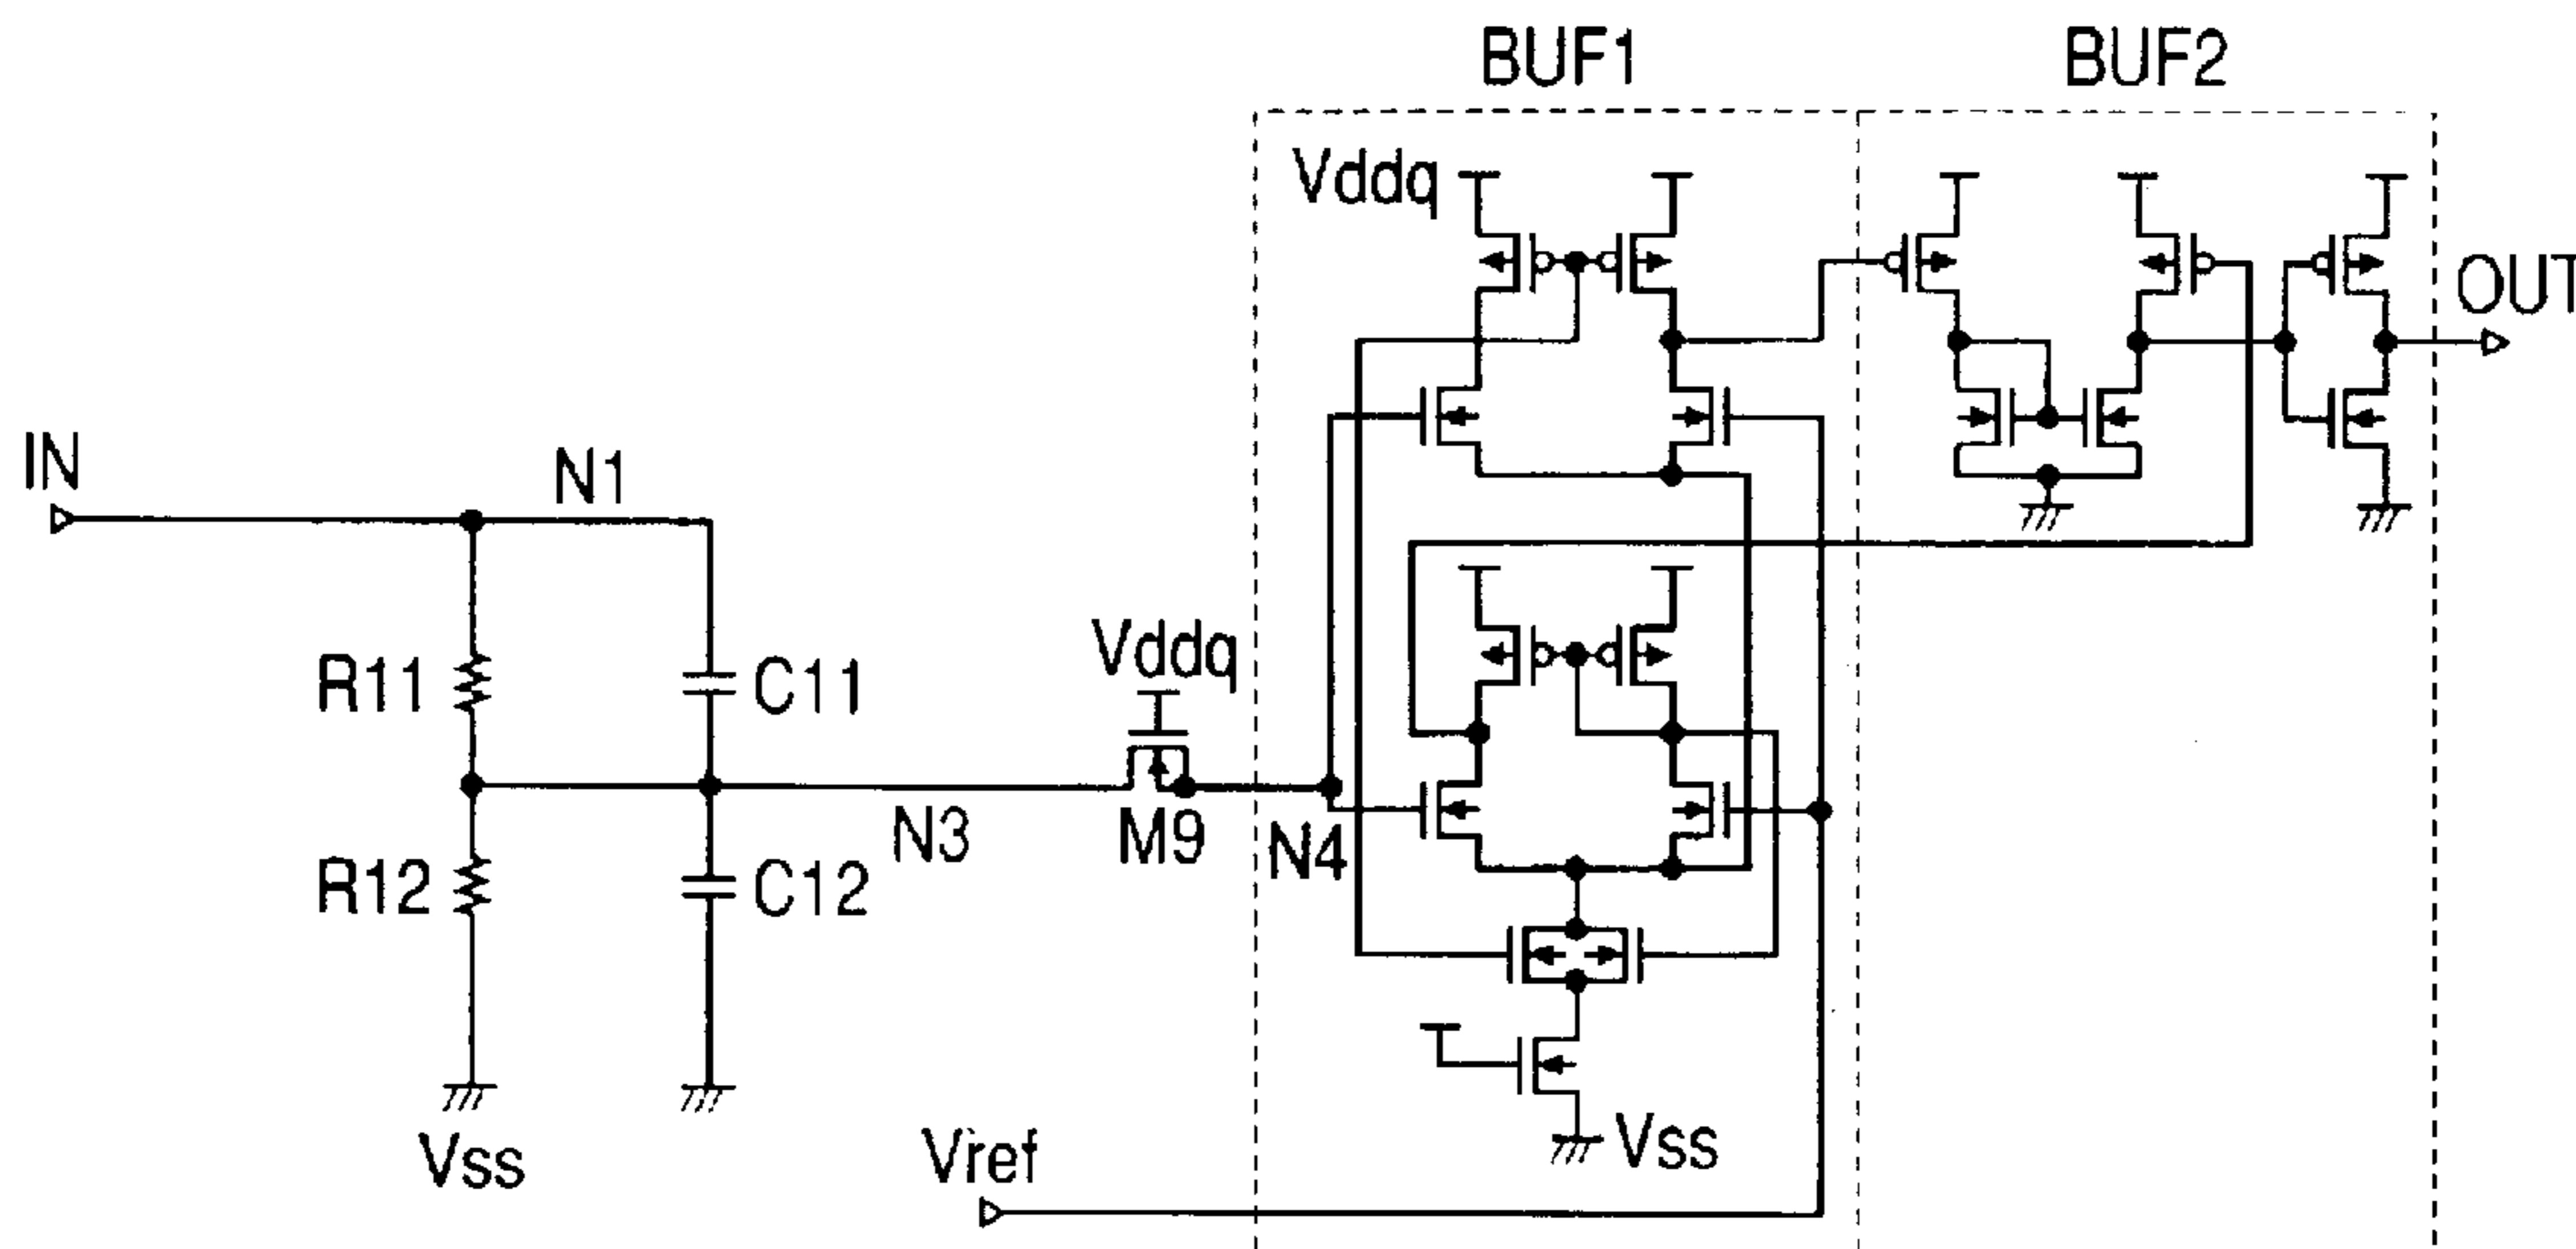 BUF1
BUF2
Vddq
OUT
IN
N1
R11
C11
Vddq
N3
M9
N4
R12
C12
Vss
Vref
Vss